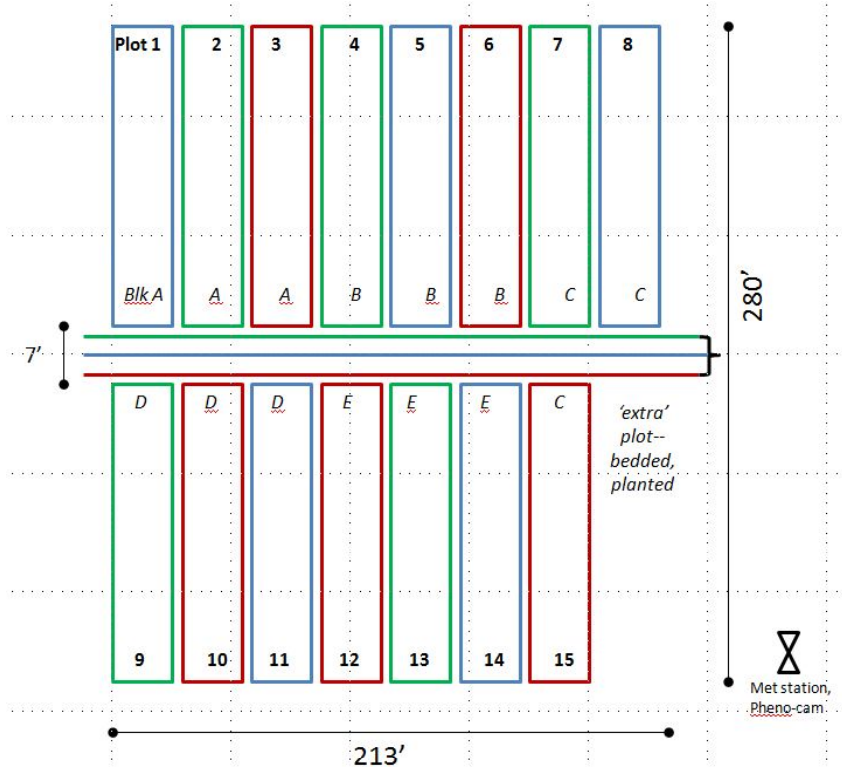 Plot 1 2 3 4 5 6 7 8
Blk A A A B B B C C
280’
7’
D D D E E E C
‘extra’
plot--
bedded,
planted
9 10 11 12 13 14 15
Met station,
Pheno-cam
213’